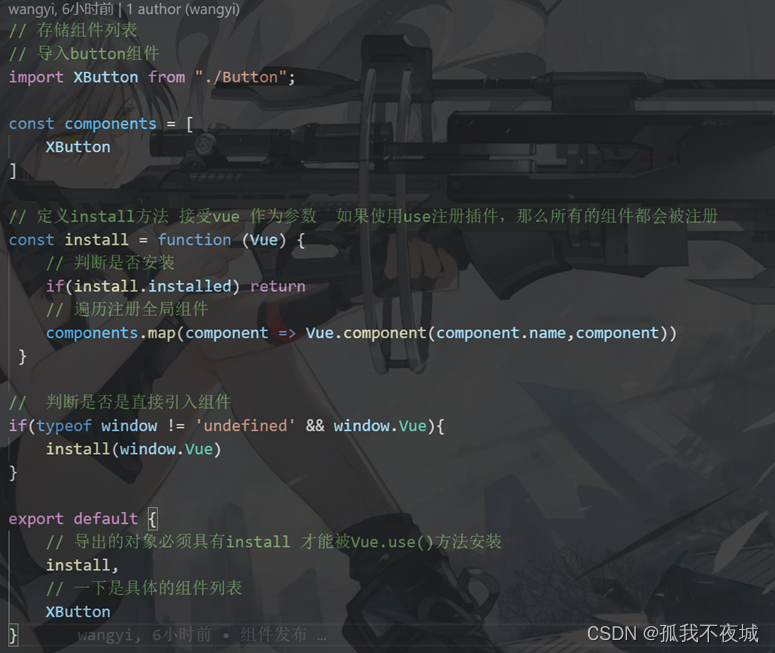 wangyi, 6小时前 | 1 author (wangyi)
// 存储组件列表
// 导入button组件
import XButton from "./Button";
const components = [
    XButton
]
// 定义install方法 接受vue 作为参数  如果使用use注册插件，那么所有的组件都会被注册
const install = function (Vue) {
    // 判断是否安装
    if(install.installed) return
    // 遍历注册全局组件
    components.map(component => Vue.component(component.name,component))
 }
//  判断是否是直接引入组件
if(typeof window != 'undefined' && window.Vue){
    install(window.Vue)
}
export default {
    // 导出的对象必须具有install 才能被Vue.use()方法安装
    install,
    // 一下是具体的组件列表
    XButton
}      wangyi, 6小时前 • 组件发布 …
CSDN @孤我不夜城